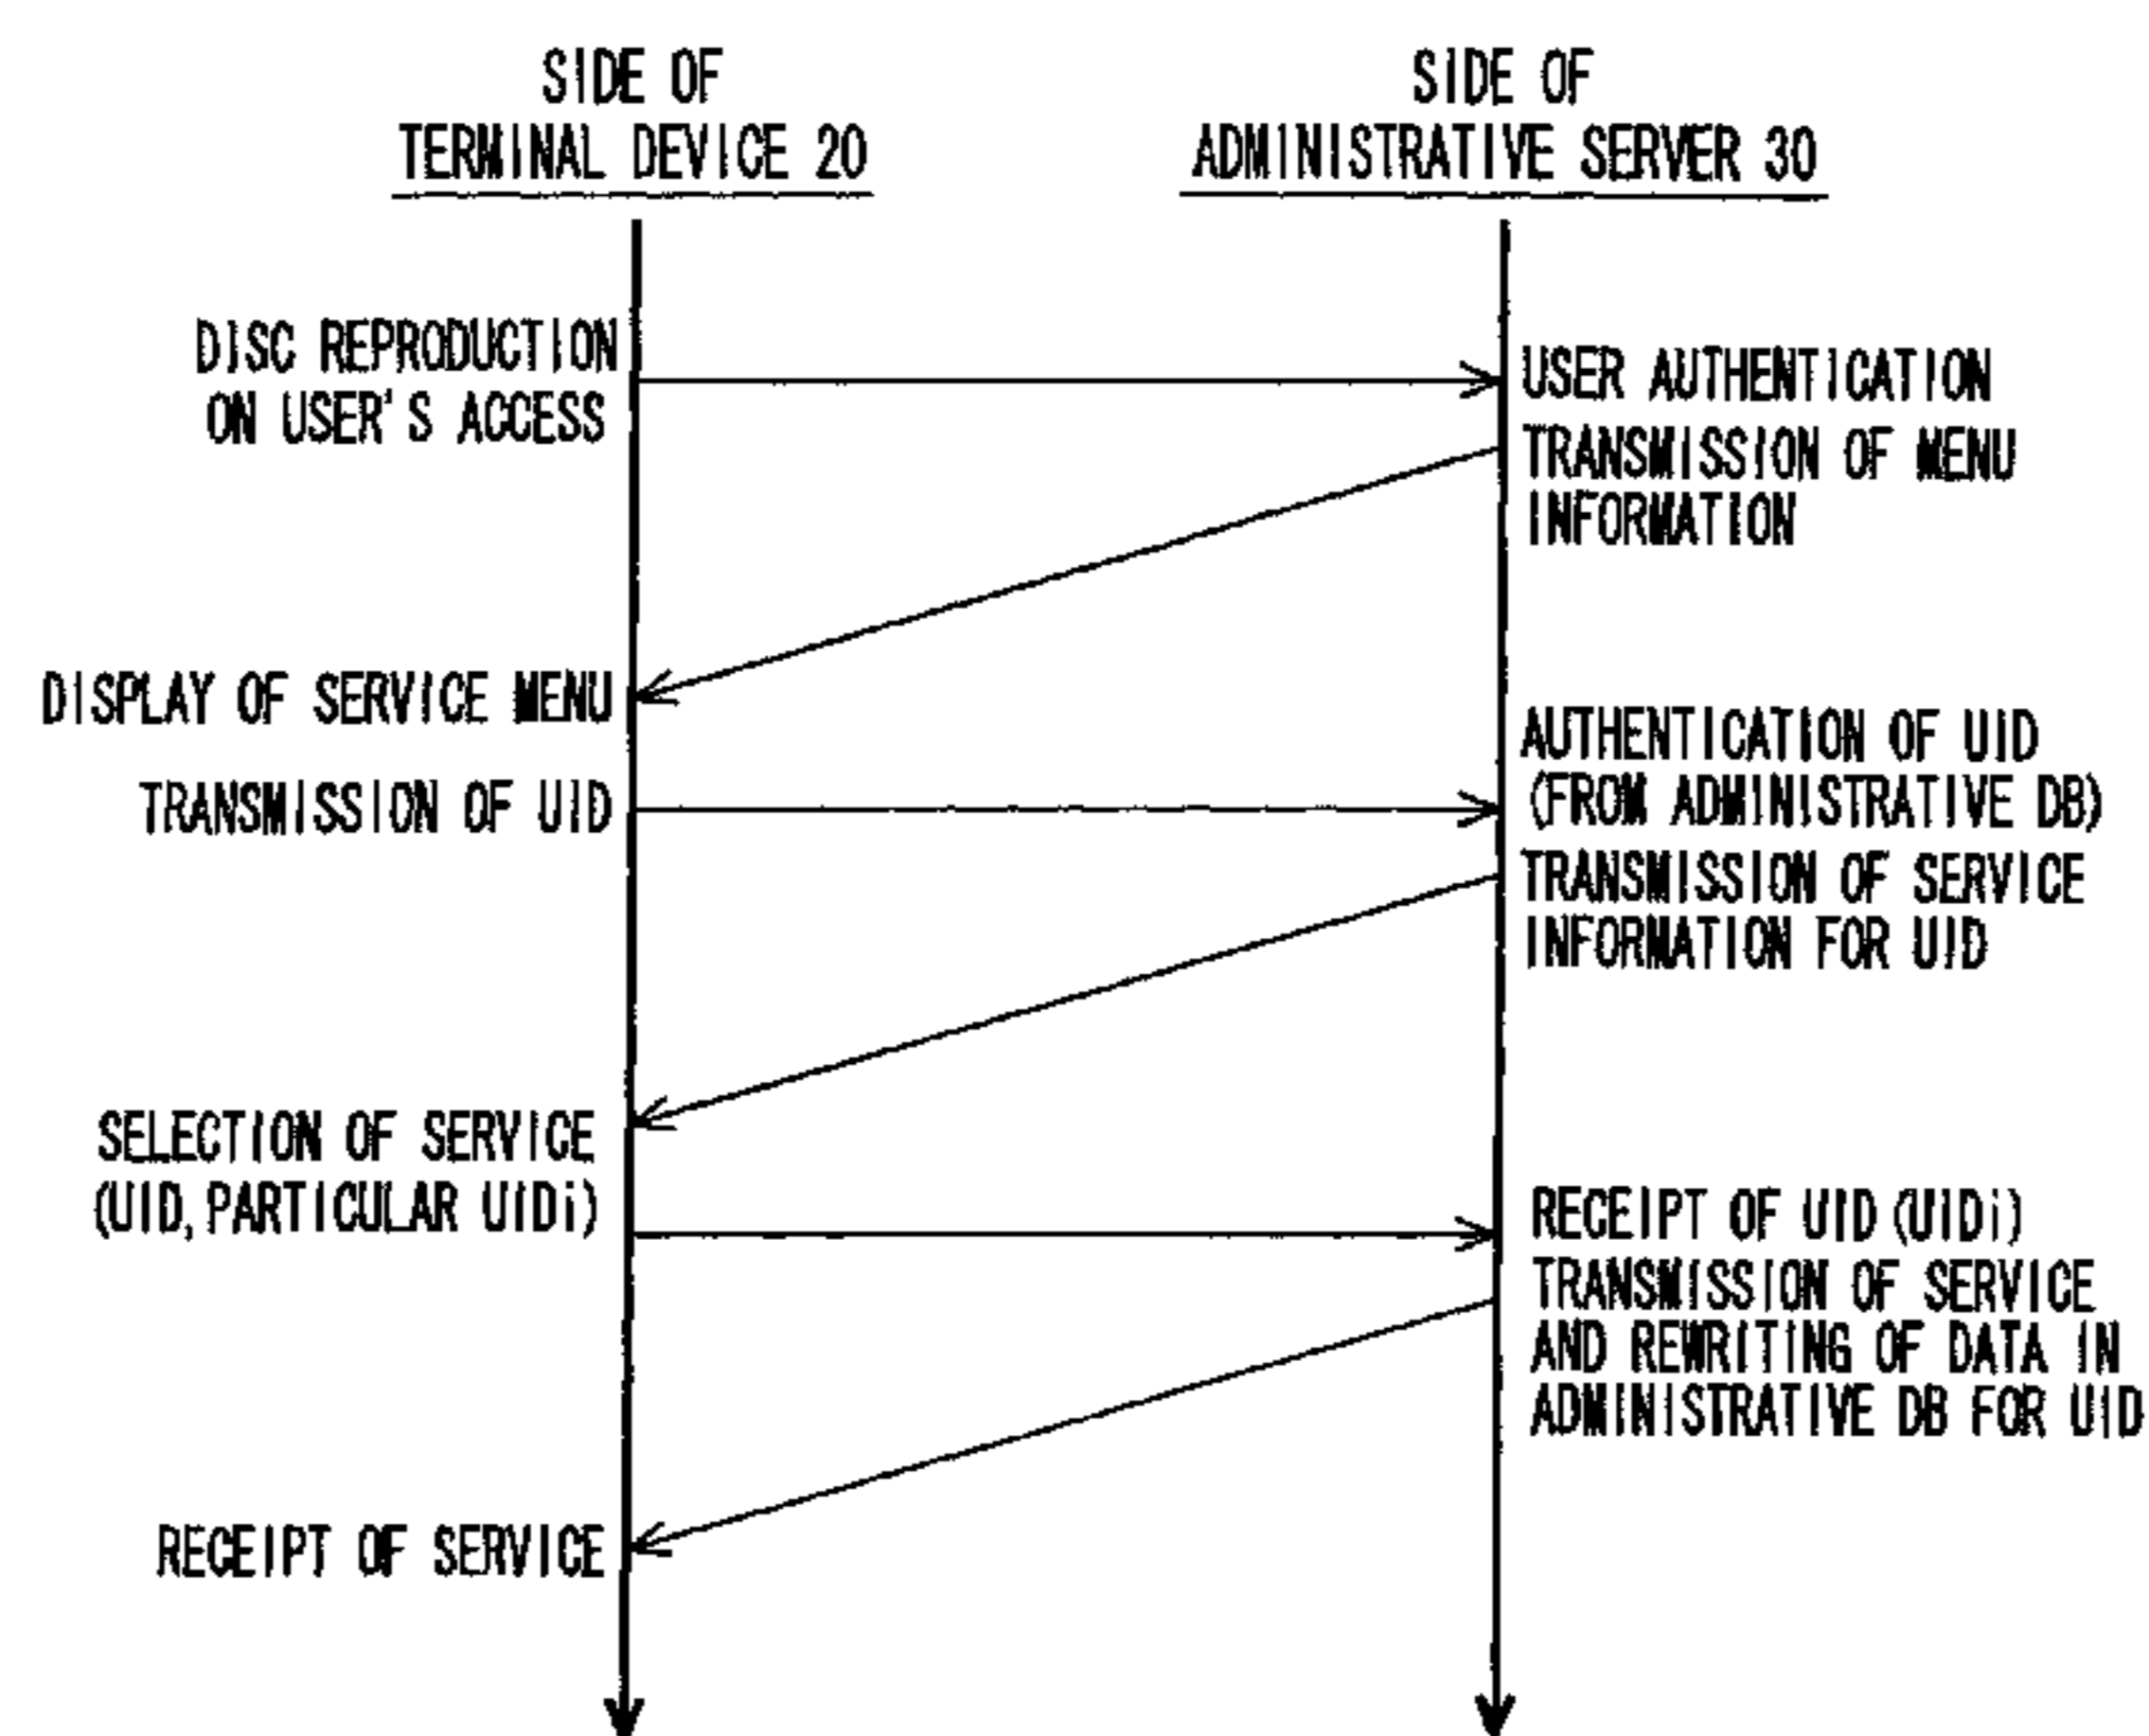 SIDE OF
TERMINAL DEVICE 20
SIDE OF
ADMINISTRATIVE SERVER 30
DISC REPRODUCTION
ON USER'S ACCESS
USER AUTHENTICATION
TRANSMISSION OF MENU
INFORMATION
DISPLAY OF SERVICE MENU
TRANSMISSION OF UID
AUTHENTICATION OF UID
(FROM ADMINISTRATIVE DB)
TRANSMISSION OF SERVICE
INFORMATION FOR UID
SELECTION OF SERVICE
(UID, PARTICULAR UIDi)
RECEIPT OF UID (UIDi)
TRANSMISSION OF SERVICE
AND REWRITING OF DATA IN
ADMINISTRATIVE DB FOR UID
RECEIPT OF SERVICE